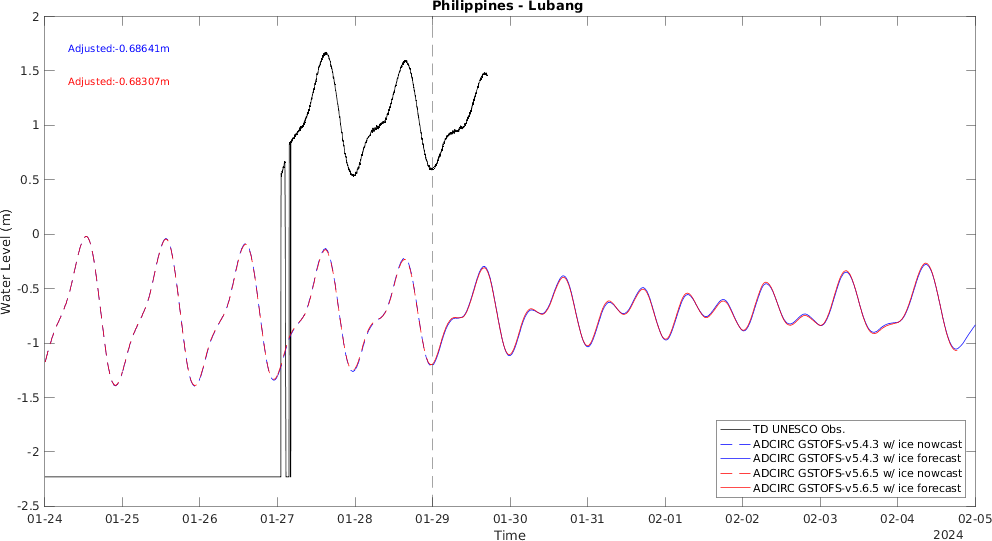 Philippines - Lubang
Adjusted:-0.68641m
Adjusted:-0.68307m
2
1.5
1
0.5
0
-0.5
-1
-1.5
-2
-2.5
Water Level (m)
TD UNESCO Obs.
ADCIRC GSTOFS-v5.4.3 w/ ice nowcast
ADCIRC GSTOFS-v5.4.3 w/ ice forecast
ADCIRC GSTOFS-v5.6.5 w/ ice nowcast
ADCIRC GSTOFS-v5.6.5 w/ ice forecast
01-24 01-25 01-26 01-27 01-28 01-29 01-30 01-31 02-01 02-02 02-03 02-04 02-05
Time
2024